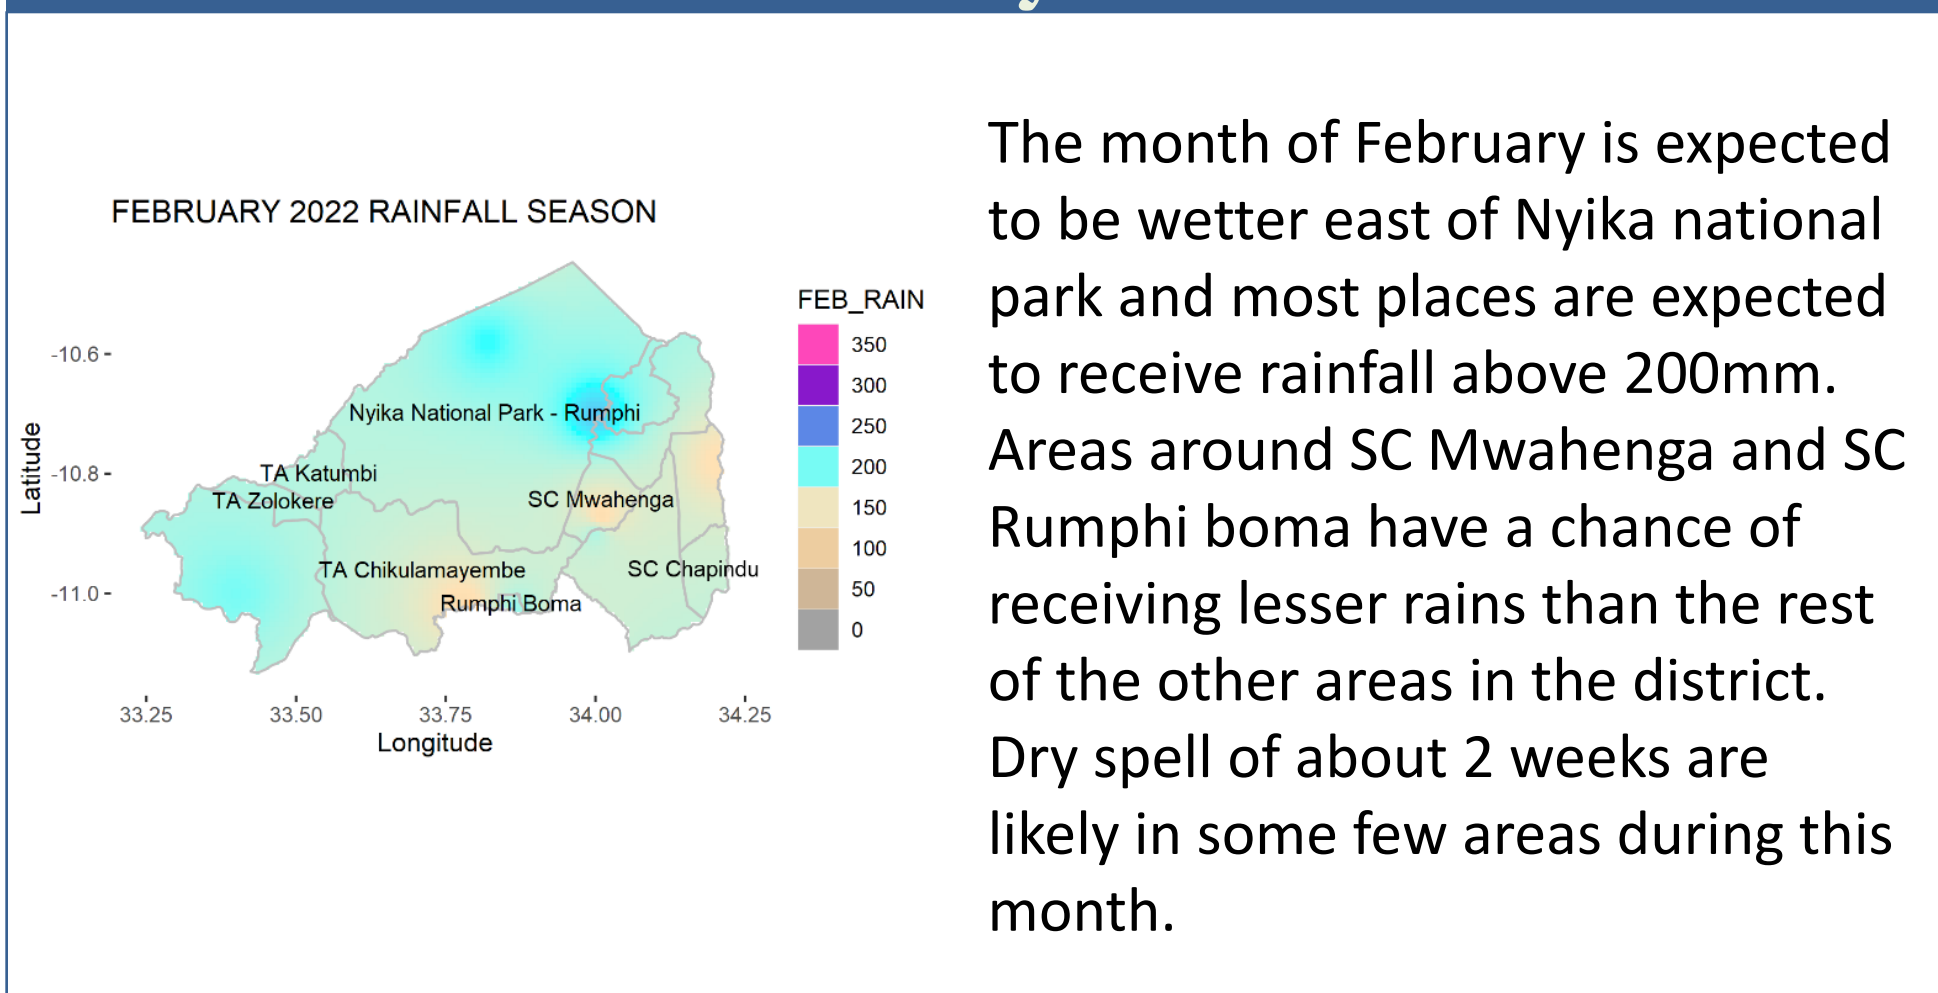 FEBRUARY 2022 RAINFALL SEASON
FEB_RAIN
350
300
250
200
150
100
50
0
Latitude
-10.6
-10.8
-11.0
Nyika National Park - Rumphi
TA Katumbi
TA Zolokere
SC Mwahenga
TA Chikulamayembe
SC Chapindu
Rumphi Boma
33.25 33.50 33.75 34.00 34.25
Longitude
The month of February is expected
to be wetter east of Nyika national
park and most places are expected
to receive rainfall above 200mm.
Areas around SC Mwahenga and SC
Rumphi boma have a chance of
receiving lesser rains than the rest
of the other areas in the district.
Dry spell of about 2 weeks are
likely in some few areas during this
month.